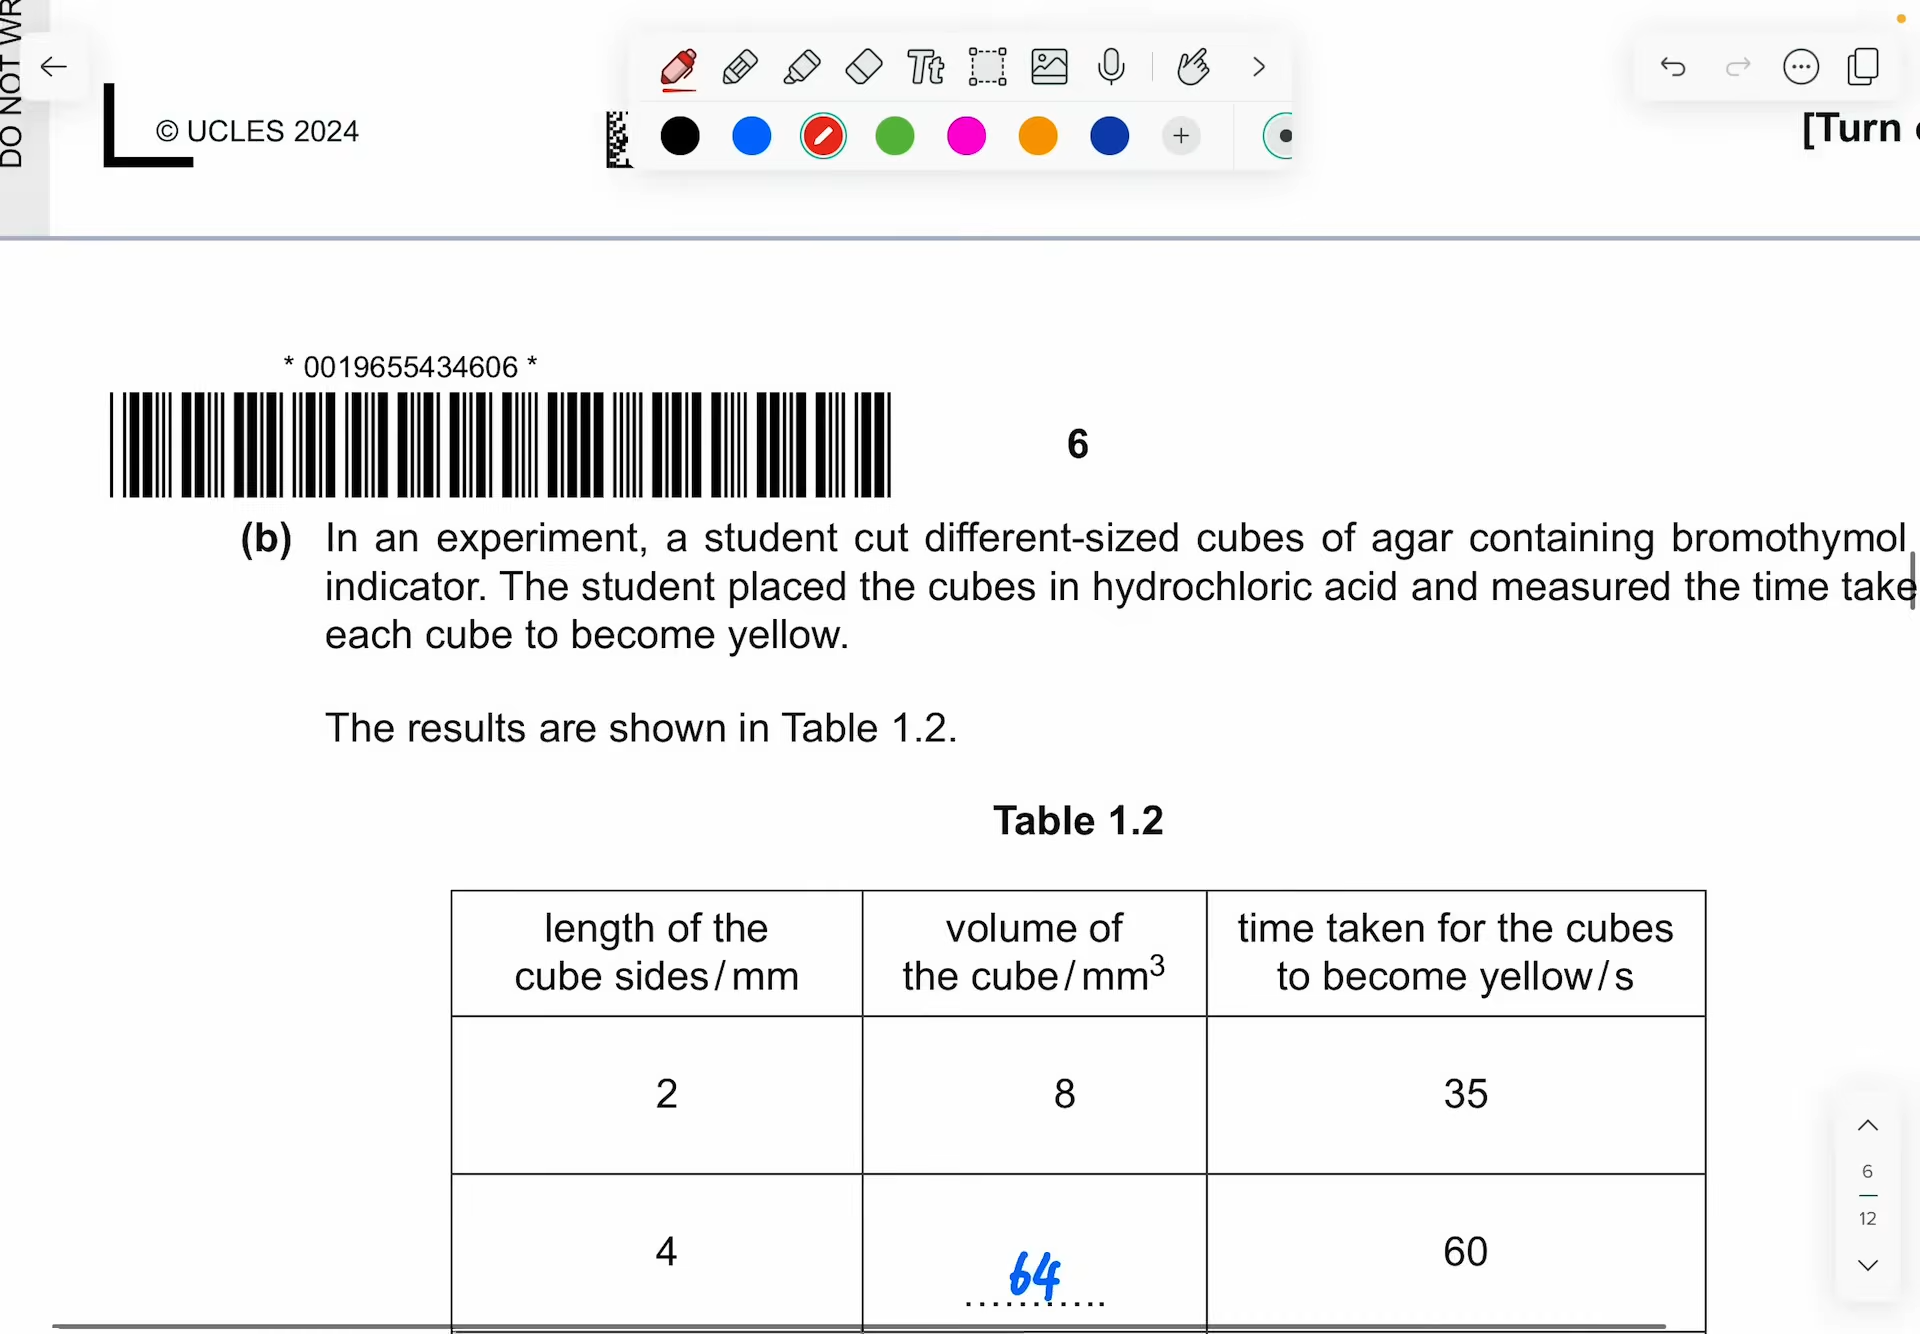 DO NOT WR
© UCLES 2024
Tt
[Turn
* 0019655434606 *
6
(b) In an experiment, a student cut different-sized cubes of agar containing bromothymol
indicator. The student placed the cubes in hydrochloric acid and measured the time take
each cube to become yellow.
The results are shown in Table 1.2.
Table 1.2
length of the cube sides/mm
volume of the cube/mm³
time taken for the cubes to become yellow/s
2 8 35
4 64 60
6
12